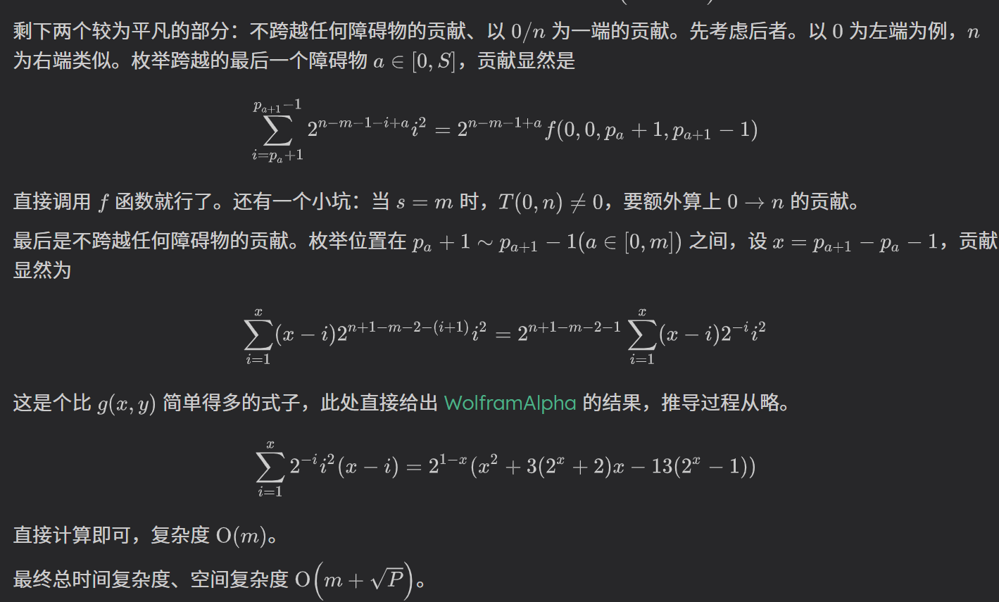 剩下两个较为平凡的部分：不跨越任何障碍物的贡献、以 $0/n$ 为一端的贡献。先考虑后者。以 $0$ 为左端为例，$n$
为右端类似。枚举跨越的最后一个障碍物 $a \in [0, S]$，贡献显然是
$$\sum_{i=p_a+1}^{p_{a+1}-1} 2^{n-m-1-i+a} i^2 = 2^{n-m-1+a} f(0, 0, p_a + 1, p_{a+1} - 1)$$
直接调用 $f$ 函数就行了。还有一个小坑：当 $s = m$ 时，$T(0, n) \neq 0$，要额外算上 $0 \to n$ 的贡献。
最后是不跨越任何障碍物的贡献。枚举位置在 $p_a + 1 \sim p_{a+1} - 1 (a \in [0, m])$ 之间，设 $x = p_{a+1} - p_a - 1$，贡献
显然为
$$\sum_{i=1}^{x} (x - i) 2^{n+1-m-2-(i+1)} i^2 = 2^{n+1-m-2-1} \sum_{i=1}^{x} (x - i) 2^{-i} i^2$$
这是个比 $g(x, y)$ 简单得多的式子，此处直接给出 WolframAlpha 的结果，推导过程从略。
$$\sum_{i=1}^{x} 2^{-i} i^2 (x - i) = 2^{1-x} (x^2 + 3(2^x + 2)x - 13(2^x - 1))$$
直接计算即可，复杂度 $\mathrm{O}(m)$。
最终总时间复杂度、空间复杂度 $\mathrm{O}\left(m + \sqrt{P}\right)$。